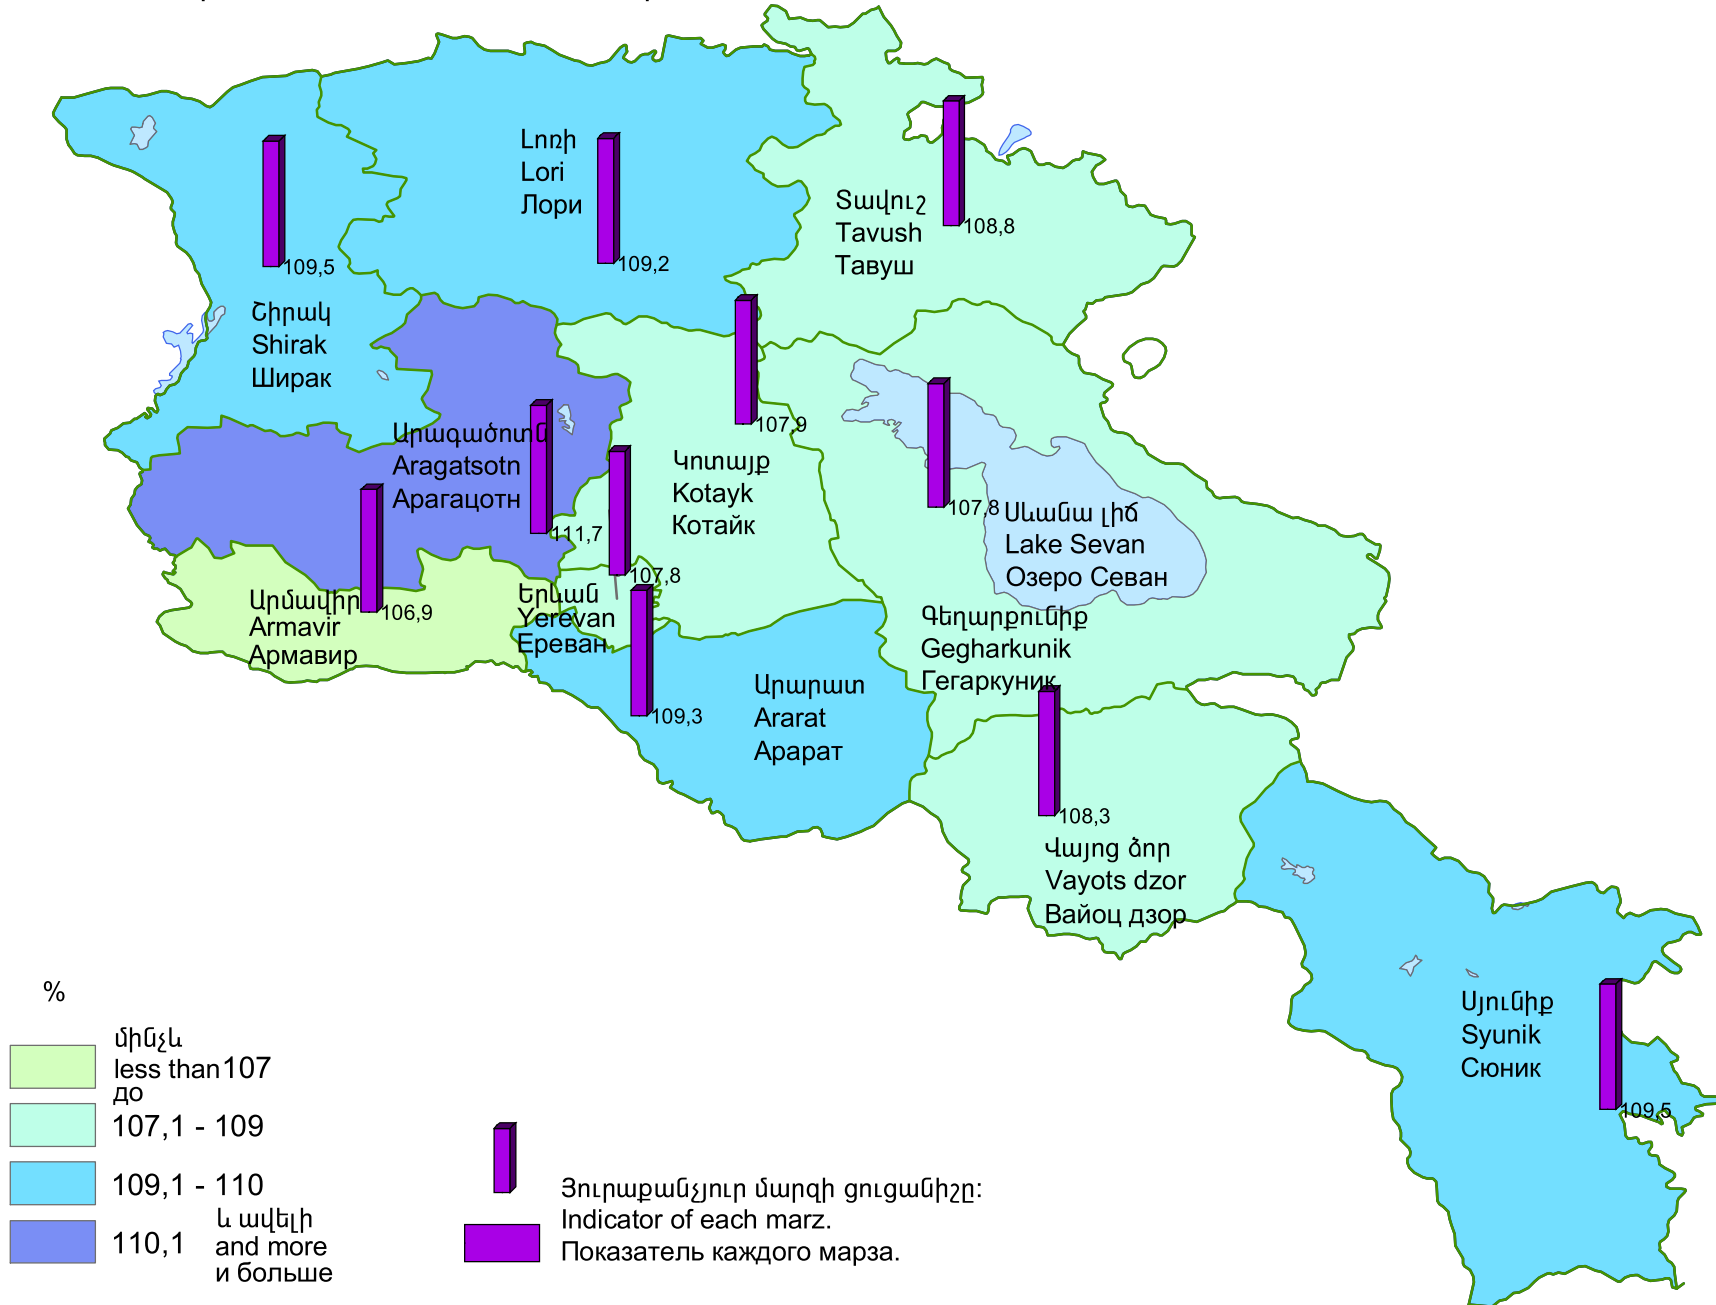 Լոռի
Lori
Лори
109,2
Տավուշ
Tavush
Тавуш
108,8
109,5
Շիրակ
Shirak
Ширак
Արագածոտն
Aragatsotn
Арагацотн
111,7
107,9
Կոտայք
Kotayk
Котайк
107,8
Սևանա լիճ
Lake Sevan
Озеро Севан
Արմավիր
Armavir
Армавир
106,9
107,8
Երևան
Yerevan
Ереван
Գեղարքունիք
Gegharkunik
Гегаркуник
109,3
Արարատ
Ararat
Арарат
108,3
Վայոց ձոր
Vayots dzor
Вайоц дзор
Սյունիք
Syunik
Сюник
109,5
%
մինչև
less than 107
до
107,1 - 109
109,1 - 110
110,1
և ավելի
and more
и больше
Յուրաքանչյուր մարզի ցուցանիշը:
Indicator of each marz.
Показатель каждого марза.